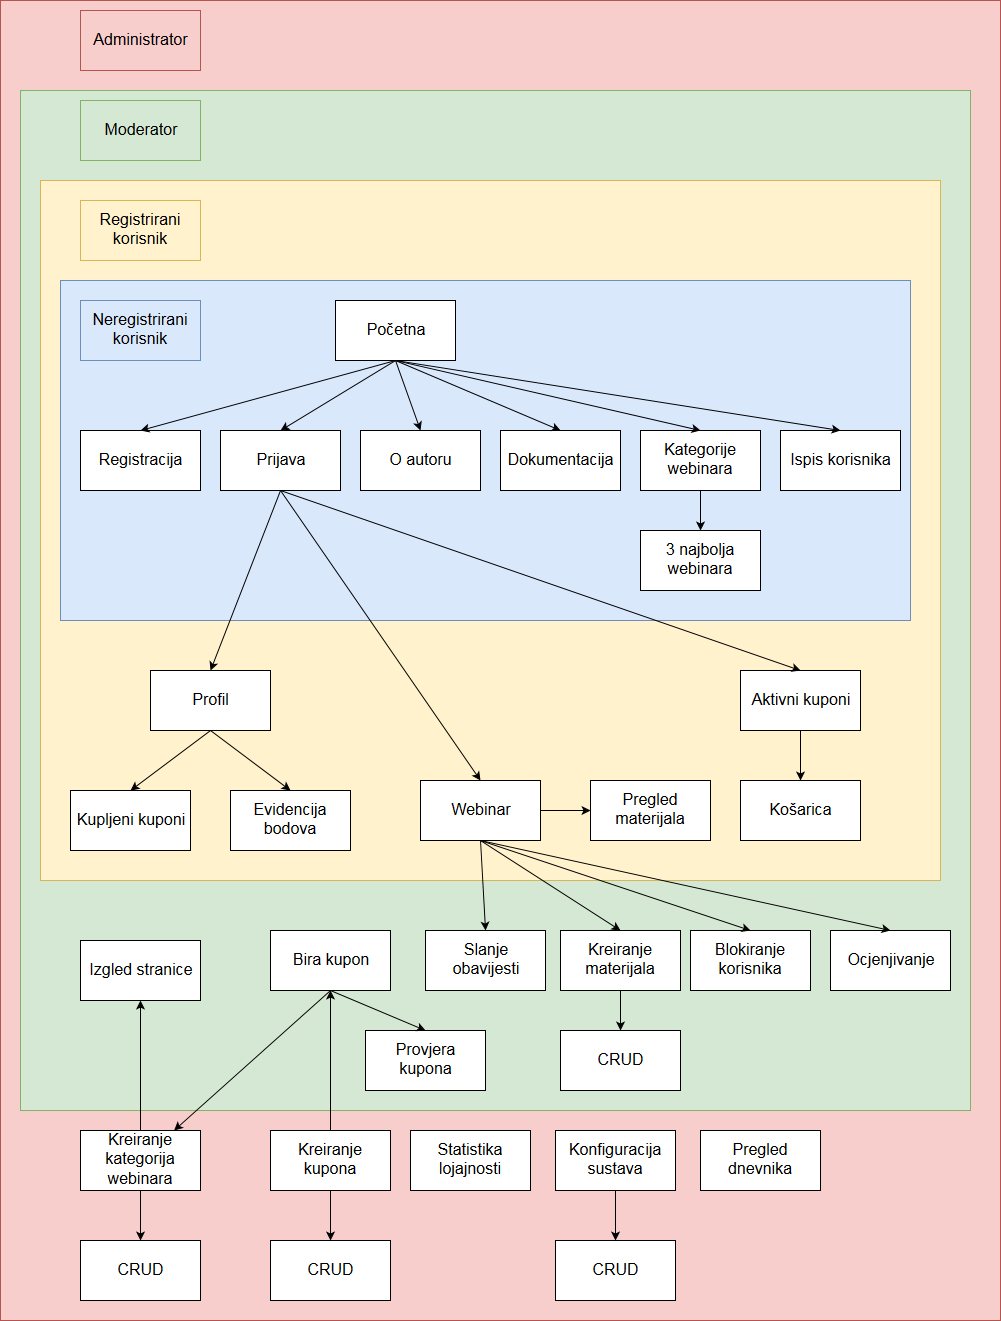 Administrator
Moderator
Registrirani
korisnik
Neregistrirani
korisnik
Početna
Registracija
Prijava
O autoru
Dokumentacija
Kategorije
webinara
Ispis korisnika
3 najbolja
webinara
Profil
Aktivni kuponi
Kupljeni kuponi
Evidencija
bodova
Webinar
Pregled
materijala
Košarica
Izgled stranice
Bira kupon
Slanje
obavijesti
Kreiranje
materijala
Blokiranje
korisnika
Ocjenjivanje
Provjera
kupona
CRUD
Kreiranje
kategorija
webinara
Kreiranje
kupona
Statistika
lojajnosti
Konfiguracija
sustava
Pregled
dnevnika
CRUD
CRUD
CRUD